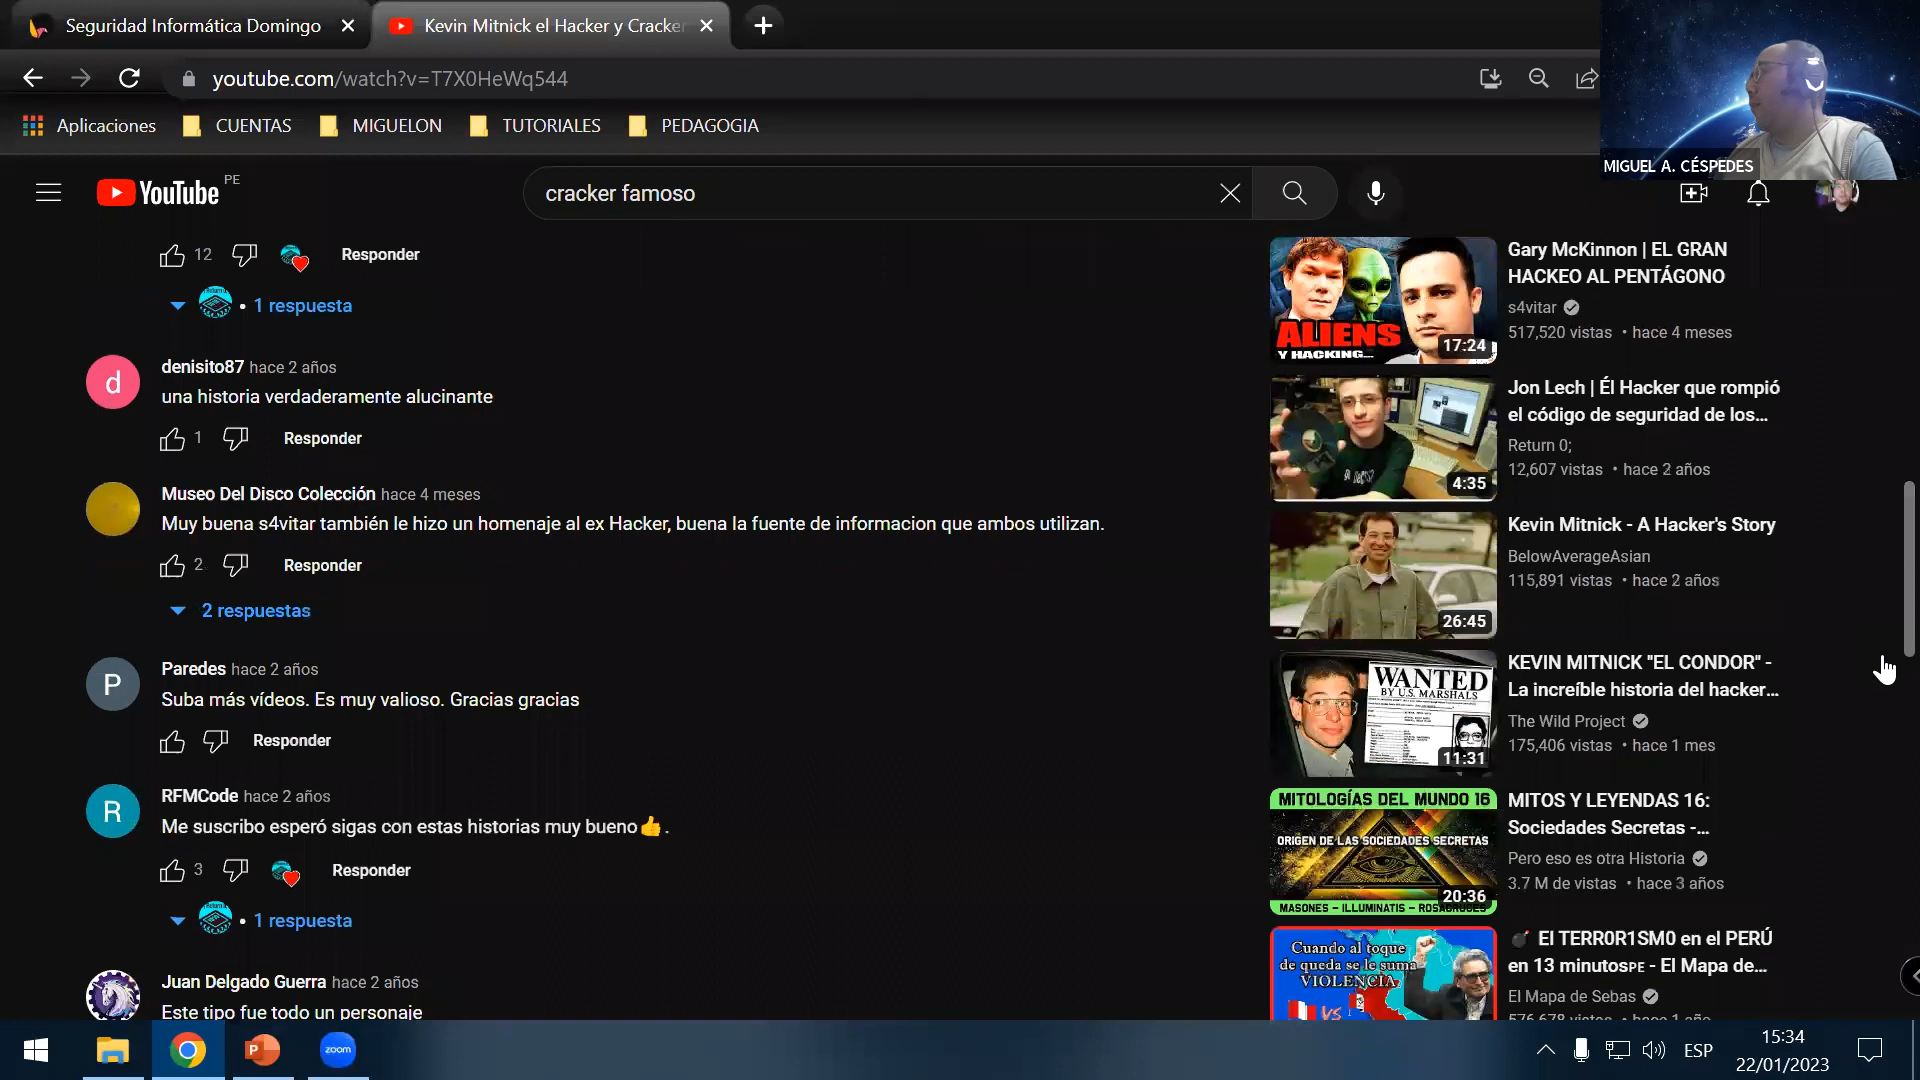 Seguridad Informática Domingo
Kevin Mitnick el Hacker y Cracker
youtube.com/watch?v=T7X0HeWq544
Aplicaciones
CUENTAS
MIGUELON
TUTORIALES
PEDAGOGIA
MIGUEL A. CÉSPEDES
YouTube PE
cracker famoso
12
Responder
1 respuesta
denisito87 hace 2 años
una historia verdaderamente alucinante
1
Responder
Museo Del Disco Colección hace 4 meses
Muy buena s4vitar también le hizo un homenaje al ex Hacker, buena la fuente de informacion que ambos utilizan.
2
Responder
2 respuestas
P
Paredes hace 2 años
Suba más vídeos. Es muy valioso. Gracias gracias
Responder
R
RFMCode hace 2 años
Me suscribo esperó sigas con estas historias muy bueno👍.
3
Responder
1 respuesta
Juan Delgado Guerra hace 2 años
Este tipo fue todo un personaje
d
ALIENS
Y HACKING...
17:24
Gary McKinnon | EL GRAN
HACKEO AL PENTÁGONO
s4vitar
517,520 vistas • hace 4 meses
4:35
Jon Lech | Él Hacker que rompió
el código de seguridad de los...
Return 0;
12,607 vistas • hace 2 años
26:45
Kevin Mitnick - A Hacker's Story
BelowAverageAsian
115,891 vistas • hace 2 años
WANTED
BY U.S. MARSHALS
11:31
KEVIN MITNICK "EL CONDOR" -
La increíble historia del hacker...
The Wild Project
175,406 vistas • hace 1 mes
MITOLOGÍAS DEL MUNDO 16
ORIGEN DE LAS SOCIEDADES SECRETAS
20:36
MASONES – ILLUMINATIS – ROSACRUCES
MITOS Y LEYENDAS 16:
Sociedades Secretas -...
Pero eso es otra Historia
3.7 M de vistas • hace 3 años
Cuando al toque
de queda se le suma
VIOLENCIA
VS
💣 El TERR0R1SM0 en el PERÚ
en 13 minutosPE - El Mapa de...
El Mapa de Sebas
576,678 vistas • hace 1 año
zoom
ESP
15:34
22/01/2023